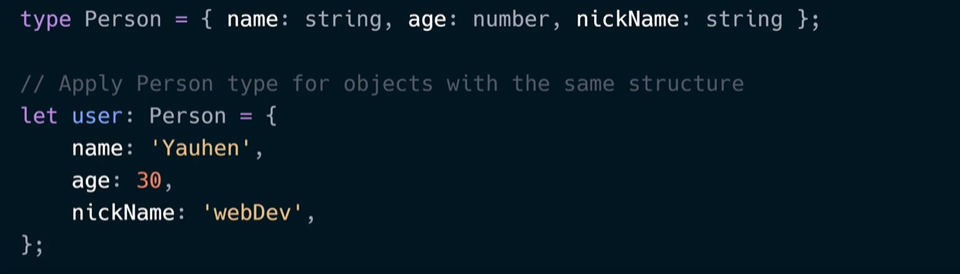 type Person = { name: string, age: number, nickName: string };
// Apply Person type for objects with the same structure
let user: Person = {
name: 'Yauhen',
age: 30,
nickName: 'webDev',
};